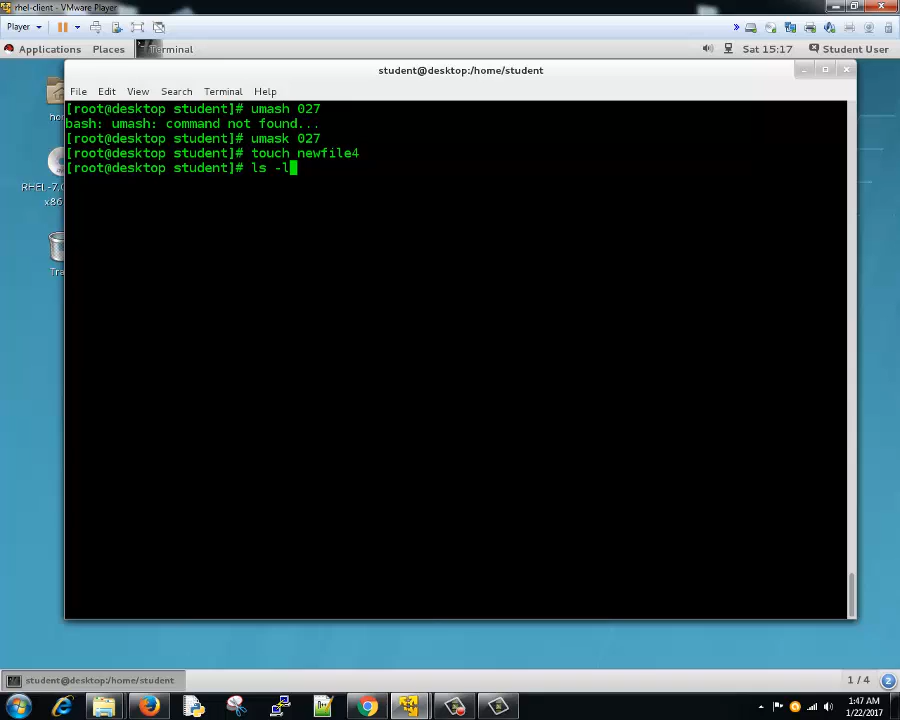 rhel-client - VMware Player
Player
Applications Places Terminal Sat 15:17 Student User
student@desktop:/home/student
File Edit View Search Terminal Help
[root@desktop student]# umash 027
bash: umash: command not found...
[root@desktop student]# umask 027
[root@desktop student]# touch newfile4
[root@desktop student]# ls -l
student@desktop:/home/student
1 / 4
2
1:47 AM
1/22/2017